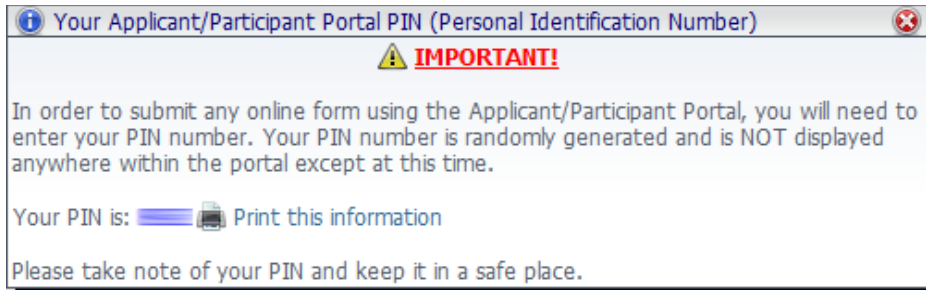 Your Applicant/Participant Portal PIN (Personal Identification Number)
IMPORTANT!
In order to submit any online form using the Applicant/Participant Portal, you will need to
enter your PIN number. Your PIN number is randomly generated and is NOT displayed
anywhere within the portal except at this time.
Your PIN is: Print this information
Please take note of your PIN and keep it in a safe place.